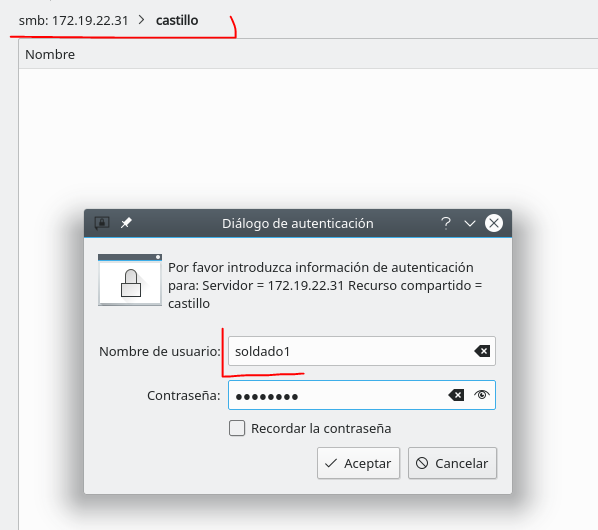 smb: 172.19.22.31 > castillo
Nombre
Diálogo de autenticación
Por favor introduzca información de autenticación
para: Servidor = 172.19.22.31 Recurso compartido =
castillo
Nombre de usuario: soldado1
Contraseña: ●●●●●●●●
Recordar la contraseña
Aceptar Cancelar